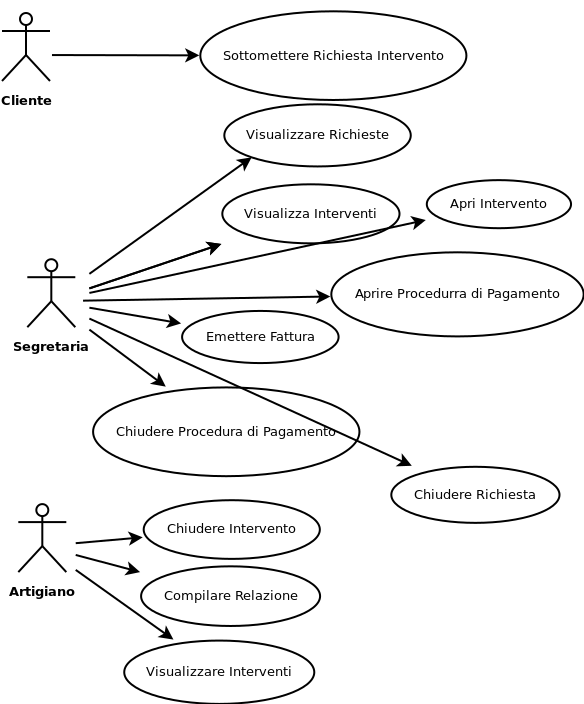 Sottomettere Richiesta Intervento
Cliente
Visualizzare Richieste
Visualizza Interventi
Apri Intervento
Aprire Procedurra di Pagamento
Segretaria
Emettere Fattura
Chiudere Procedura di Pagamento
Chiudere Richiesta
Chiudere Intervento
Artigiano
Compilare Relazione
Visualizzare Interventi